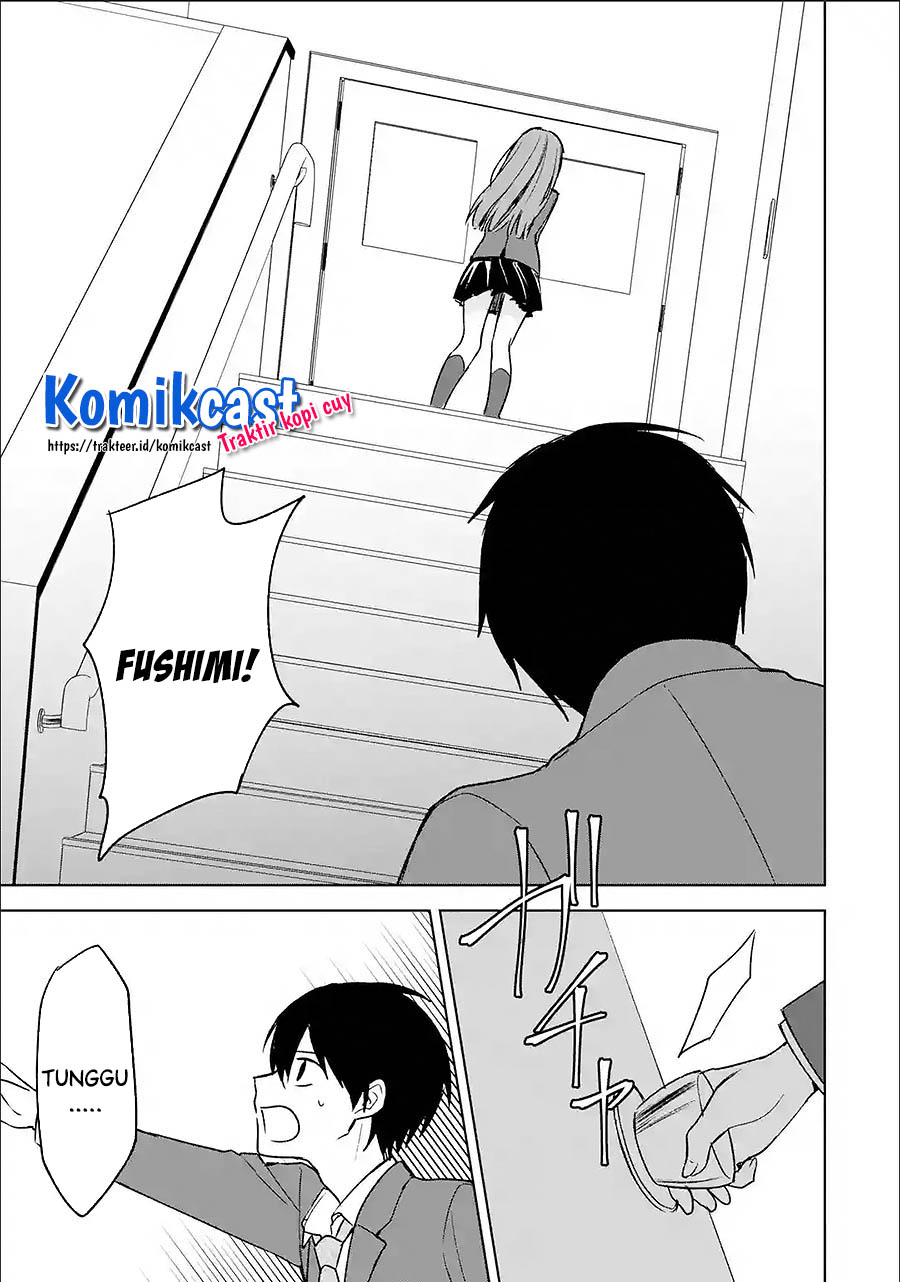 Komikcast
https://trakteer.id/komikcast
Traktir kopi cuy
FUSHIMI!
ガチャ
TUNGGU
.....